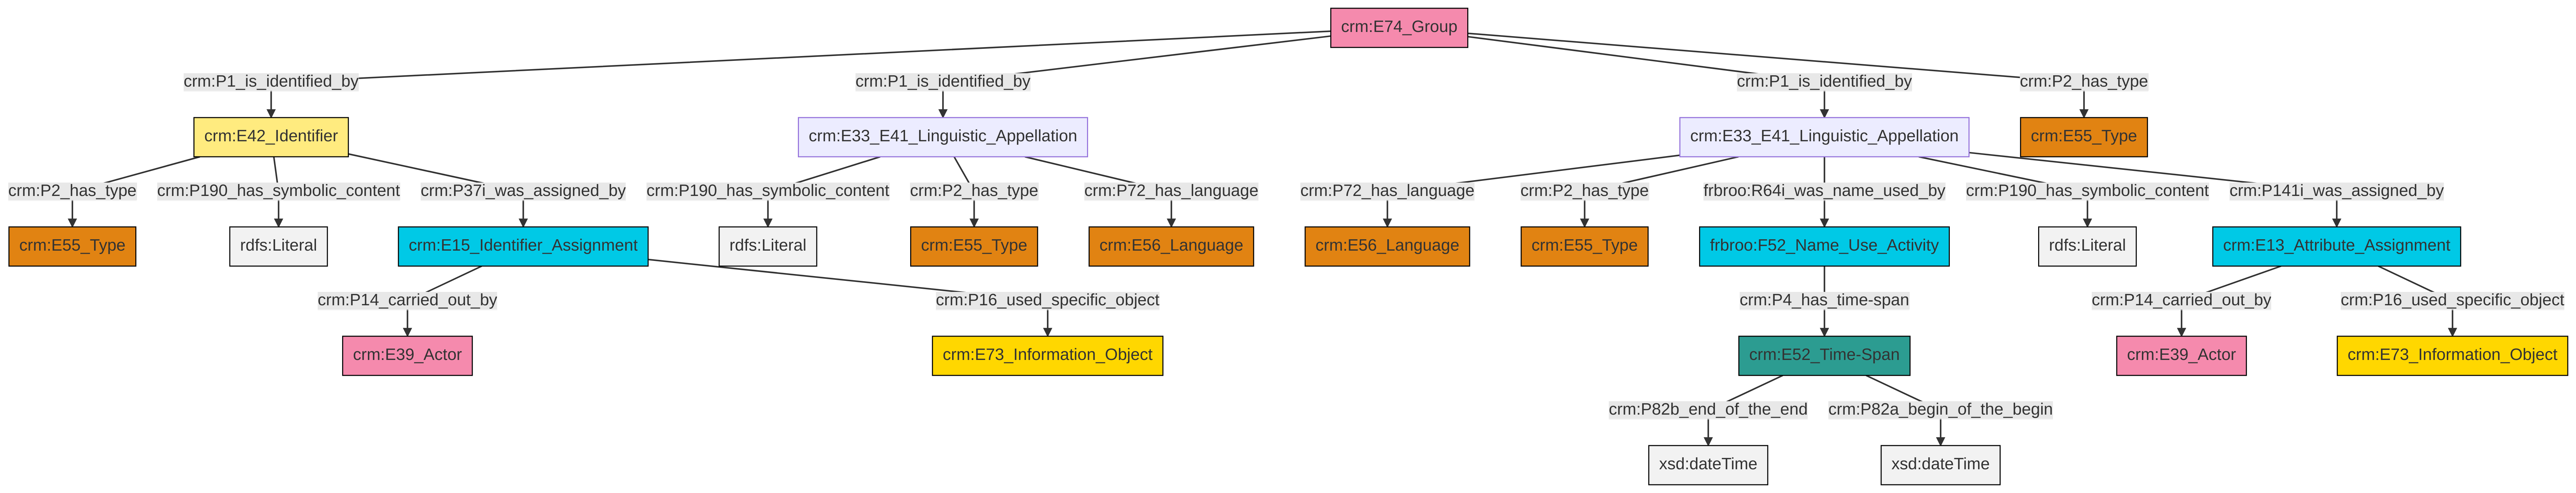 crm:E74_Group
crm:P1_is_identified_by crm:P1_is_identified_by crm:P1_is_identified_by crm:P2_has_type
crm:E42_Identifier crm:E33_E41_Linguistic_Appellation crm:E33_E41_Linguistic_Appellation crm:E55_Type
crm:P2_has_type crm:P190_has_symbolic_content crm:P37i_was_assigned_by crm:P190_has_symbolic_content crm:P2_has_type crm:P72_has_language crm:P72_has_language crm:P2_has_type frbroo:R64i_was_name_used_by crm:P190_has_symbolic_content crm:P141i_was_assigned_by
crm:E55_Type rdfs:Literal crm:E15_Identifier_Assignment rdfs:Literal crm:E55_Type crm:E56_Language crm:E56_Language crm:E55_Type frbroo:F52_Name_Use_Activity rdfs:Literal crm:E13_Attribute_Assignment
crm:P14_carried_out_by crm:P16_used_specific_object crm:P4_has_time-span crm:P14_carried_out_by crm:P16_used_specific_object
crm:E39_Actor crm:E73_Information_Object crm:E52_Time-Span crm:E39_Actor crm:E73_Information_Object
crm:P82b_end_of_the_end crm:P82a_begin_of_the_begin
xsd:dateTime xsd:dateTime